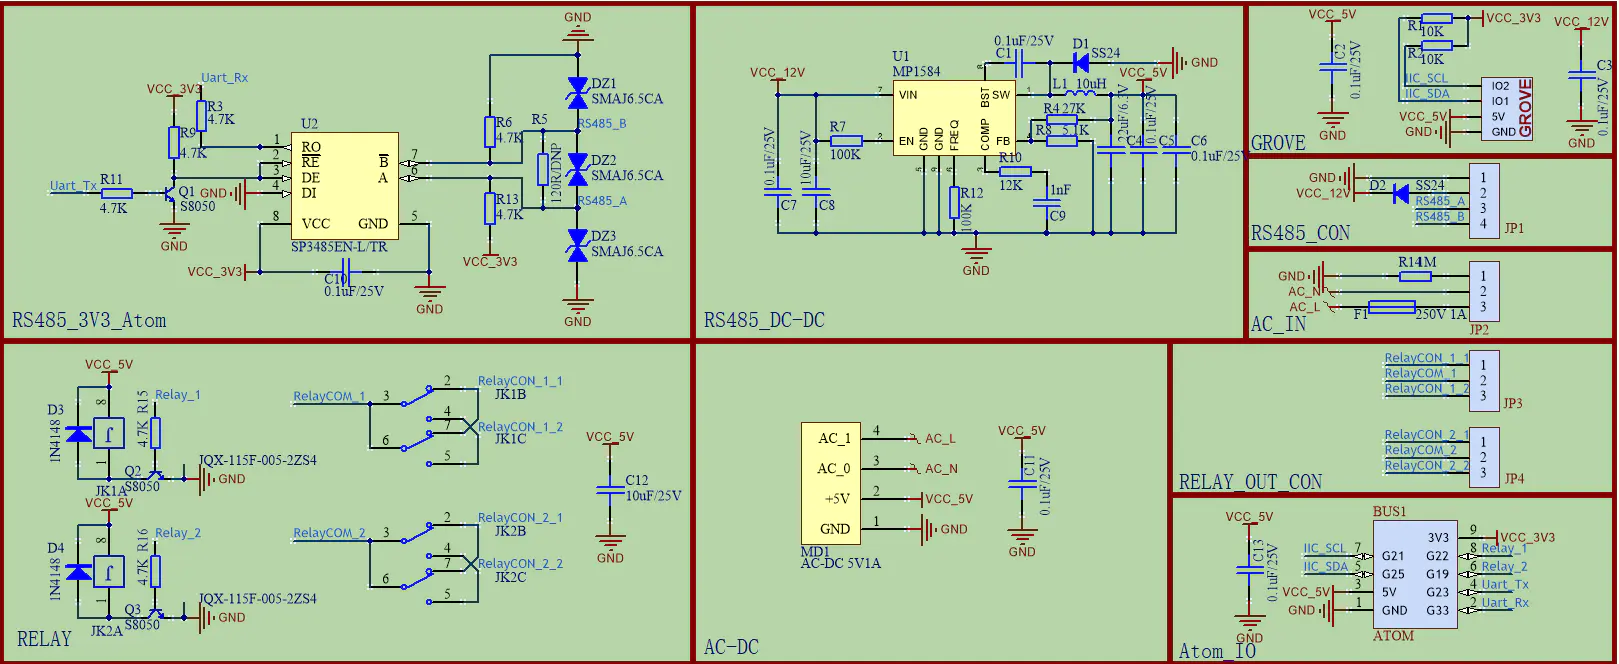 GND
Uart_Rx
VCC_3V3
R3
4.7K
R9
4.7K
U2
1
RO
2
RE
3
DE
4
DI
7
B
6
A
8
VCC
GND
5
SP3485EN-L/TR
Uart_Tx
R11
4.7K
Q1
S8050
GND
GND
VCC_3V3
C10
0.1uF/25V
GND
R6
4.7K
R5
120R/DNP
R13
4.7K
VCC_3V3
DZ1
SMAJ6.5CA
RS485_B
DZ2
SMAJ6.5CA
RS485_A
DZ3
SMAJ6.5CA
GND
RS485_3V3_Atom
VCC_12V
U1
MP1584
0.1uF/25V
C1
D1
SS24
GND
L1 10uH
VCC_5V
7
VIN
2
EN
BST
SW
COMP
FB
GND
GND
FREQ
8
1
3
4
5
9
6
R7
100K
0.1uF/25V
C7
10uF/25V
C8
R4 27K
R8 5.1K
R10
12K
1nF
C9
R12
100K
22uF/6.3V
C4
0.1uF/25V
C5
C6
0.1uF/25V
GND
RS485_DC-DC
VCC_5V
C2
0.1uF/25V
GND
R1
10K
R2
10K
VCC_3V3
VCC_12V
C3
0.1uF/25V
GND
IIC_SCL
IIC_SDA
VCC_5V
GND
IO2
IO1
5V
GND
GROVE
GROVE
GND
VCC_12V
D2
SS24
RS485_A
RS485_B
1
2
3
4
JP1
RS485_CON
GND
AC_N
AC_L
R14 1M
F1
250V 1A
1
2
3
JP2
AC_IN
VCC_5V
D3
1N4148
8
1
JK1A
R15
4.7K
Relay_1
Q2
S8050
JQX-115F-005-2ZS4
GND
VCC_5V
D4
1N4148
8
1
JK2A
R16
4.7K
Relay_2
Q3
S8050
JQX-115F-005-2ZS4
GND
RelayCOM_1
3
2
4
RelayCON_1_1
JK1B
6
7
5
RelayCON_1_2
JK1C
RelayCOM_2
3
2
4
RelayCON_2_1
JK2B
6
7
5
RelayCON_2_2
JK2C
VCC_5V
C12
10uF/25V
GND
RELAY
AC_1
4
AC_L
AC_0
3
AC_N
+5V
2
VCC_5V
GND
1
GND
MD1
AC-DC 5V1A
VCC_5V
C11
0.1uF/25V
GND
AC-DC
RelayCON_1_1
RelayCOM_1
RelayCON_1_2
1
2
3
JP3
RelayCON_2_1
RelayCOM_2
RelayCON_2_2
1
2
3
JP4
RELAY_OUT_CON
VCC_5V
C13
0.1uF/25V
GND
BUS1
IIC_SCL
7
G21
IIC_SDA
5
G25
VCC_5V
3
5V
GND
1
GND
3V3
9
VCC_3V3
G22
8
Relay_1
G19
6
Relay_2
G23
4
Uart_Tx
G33
2
Uart_Rx
ATOM
Atom_IO